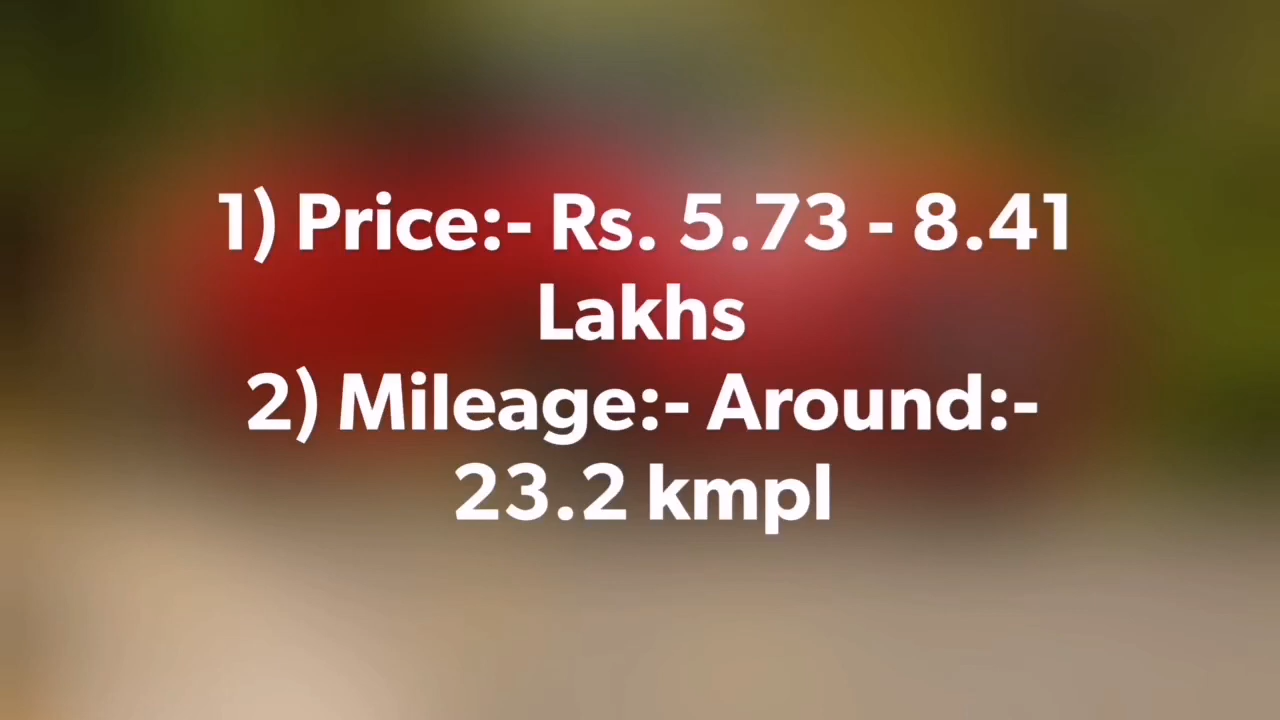 1) Price:- Rs. 5.73 - 8.41
Lakhs
2) Mileage:- Around:-
23.2 kmpl